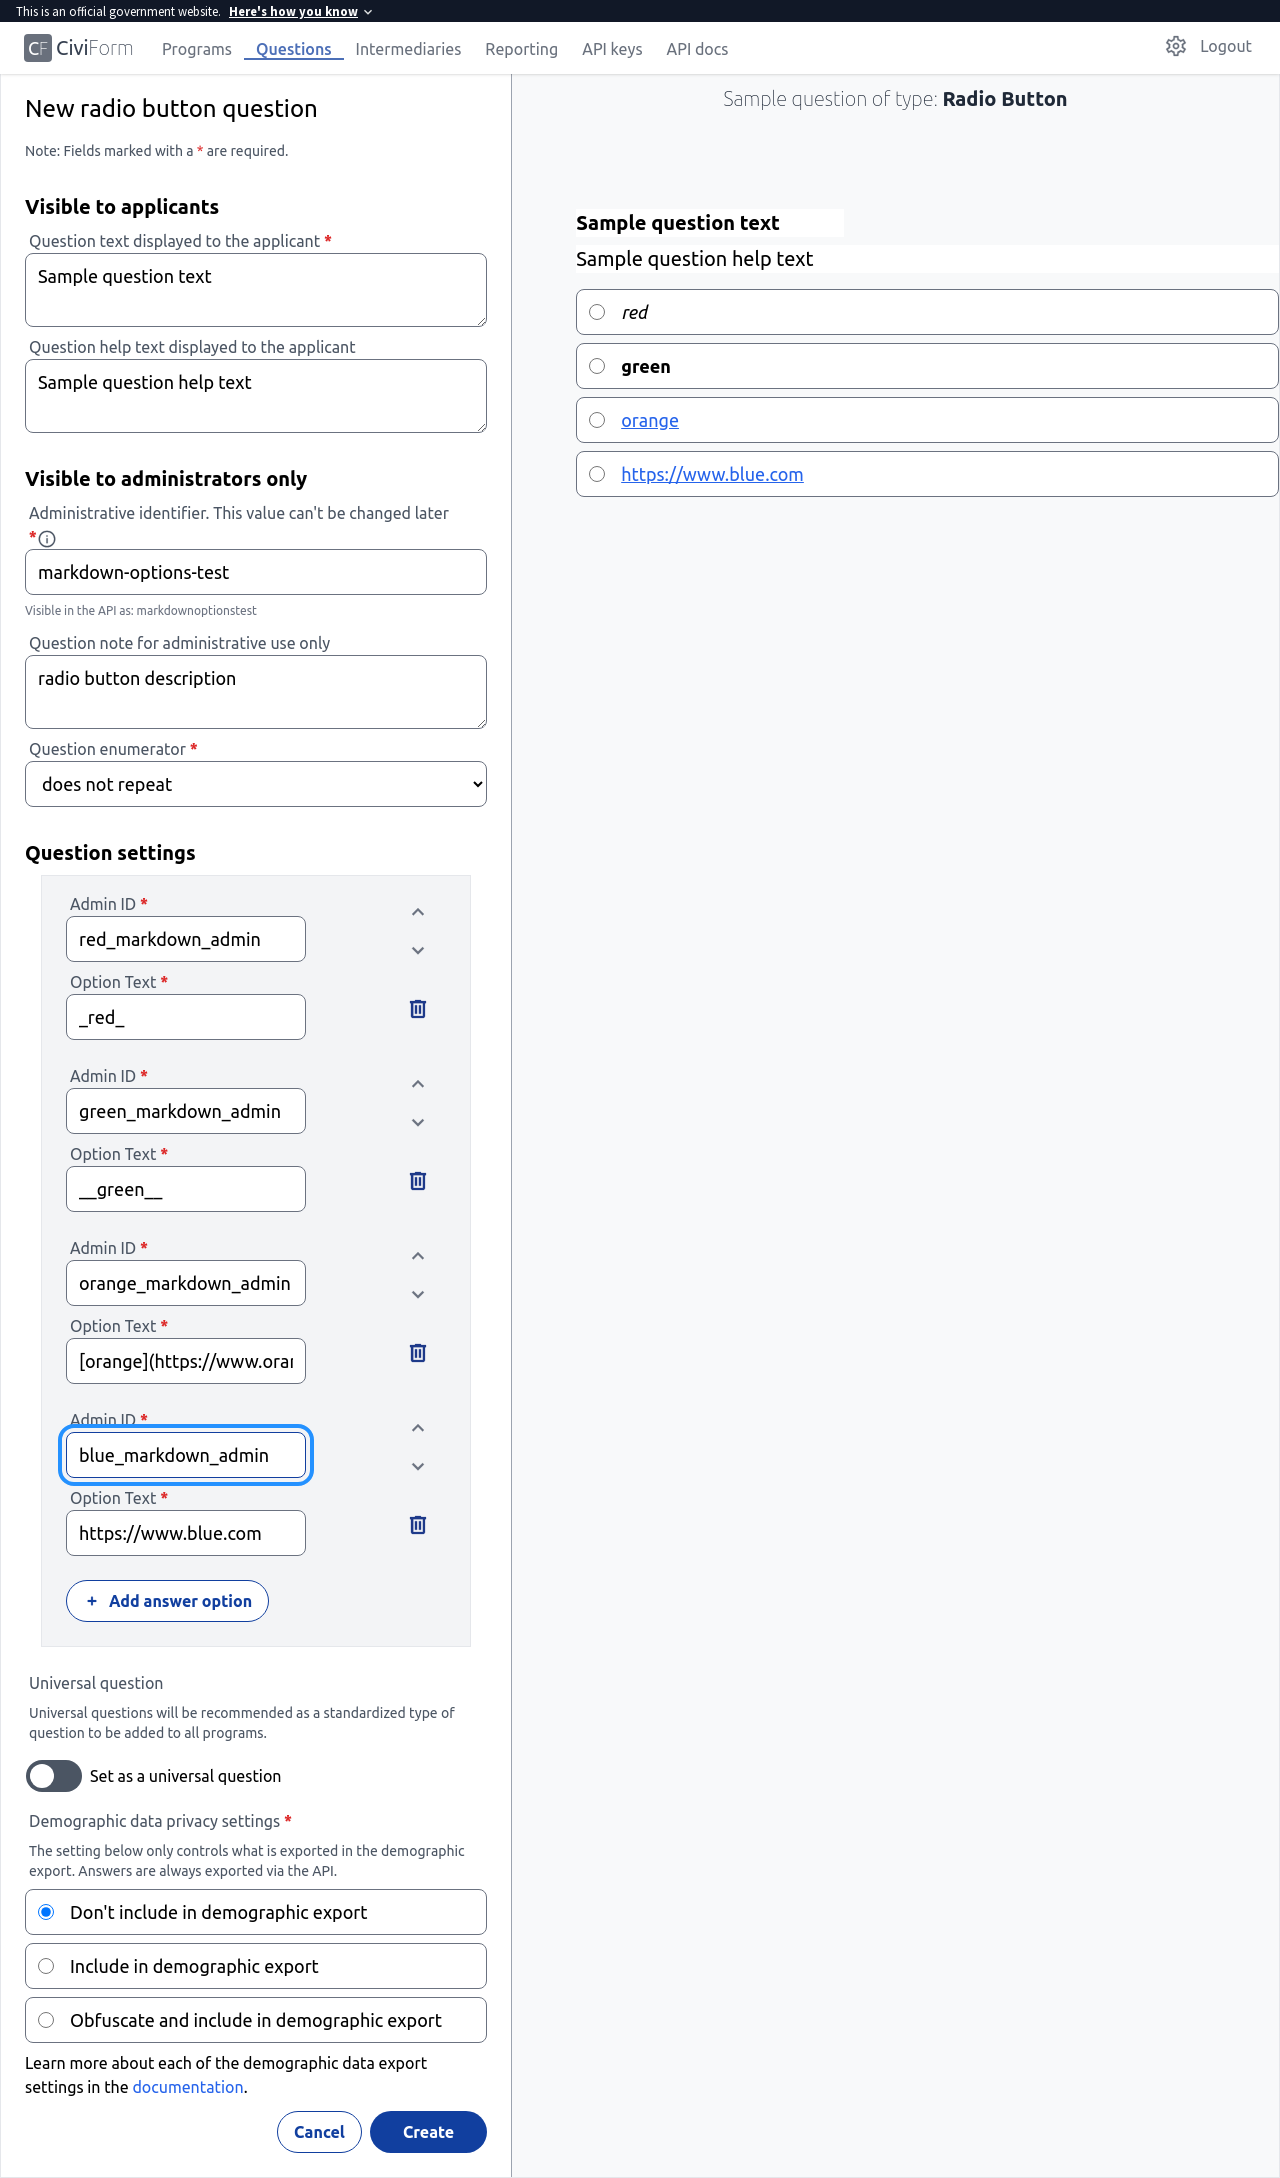 This is an official government website. Here's how you know
CF CiviForm Programs Questions Intermediaries Reporting API keys API docs Logout
New radio button question
Note: Fields marked with a * are required.
Visible to applicants
Question text displayed to the applicant *
Sample question text
Question help text displayed to the applicant
Sample question help text
Visible to administrators only
Administrative identifier. This value can't be changed later
*
markdown-options-test
Visible in the API as: markdownoptionstest
Question note for administrative use only
radio button description
Question enumerator *
does not repeat
Question settings
Admin ID *
red_markdown_admin
Option Text *
_red_
Admin ID *
green_markdown_admin
Option Text *
__green__
Admin ID *
orange_markdown_admin
Option Text *
[orange](https://www.oran
Admin ID *
blue_markdown_admin
Option Text *
https://www.blue.com
+ Add answer option
Universal question
Universal questions will be recommended as a standardized type of
question to be added to all programs.
Set as a universal question
Demographic data privacy settings *
The setting below only controls what is exported in the demographic
export. Answers are always exported via the API.
Don't include in demographic export
Include in demographic export
Obfuscate and include in demographic export
Learn more about each of the demographic data export
settings in the documentation.
Cancel Create
Sample question of type: Radio Button
Sample question text
Sample question help text
red
green
orange
https://www.blue.com